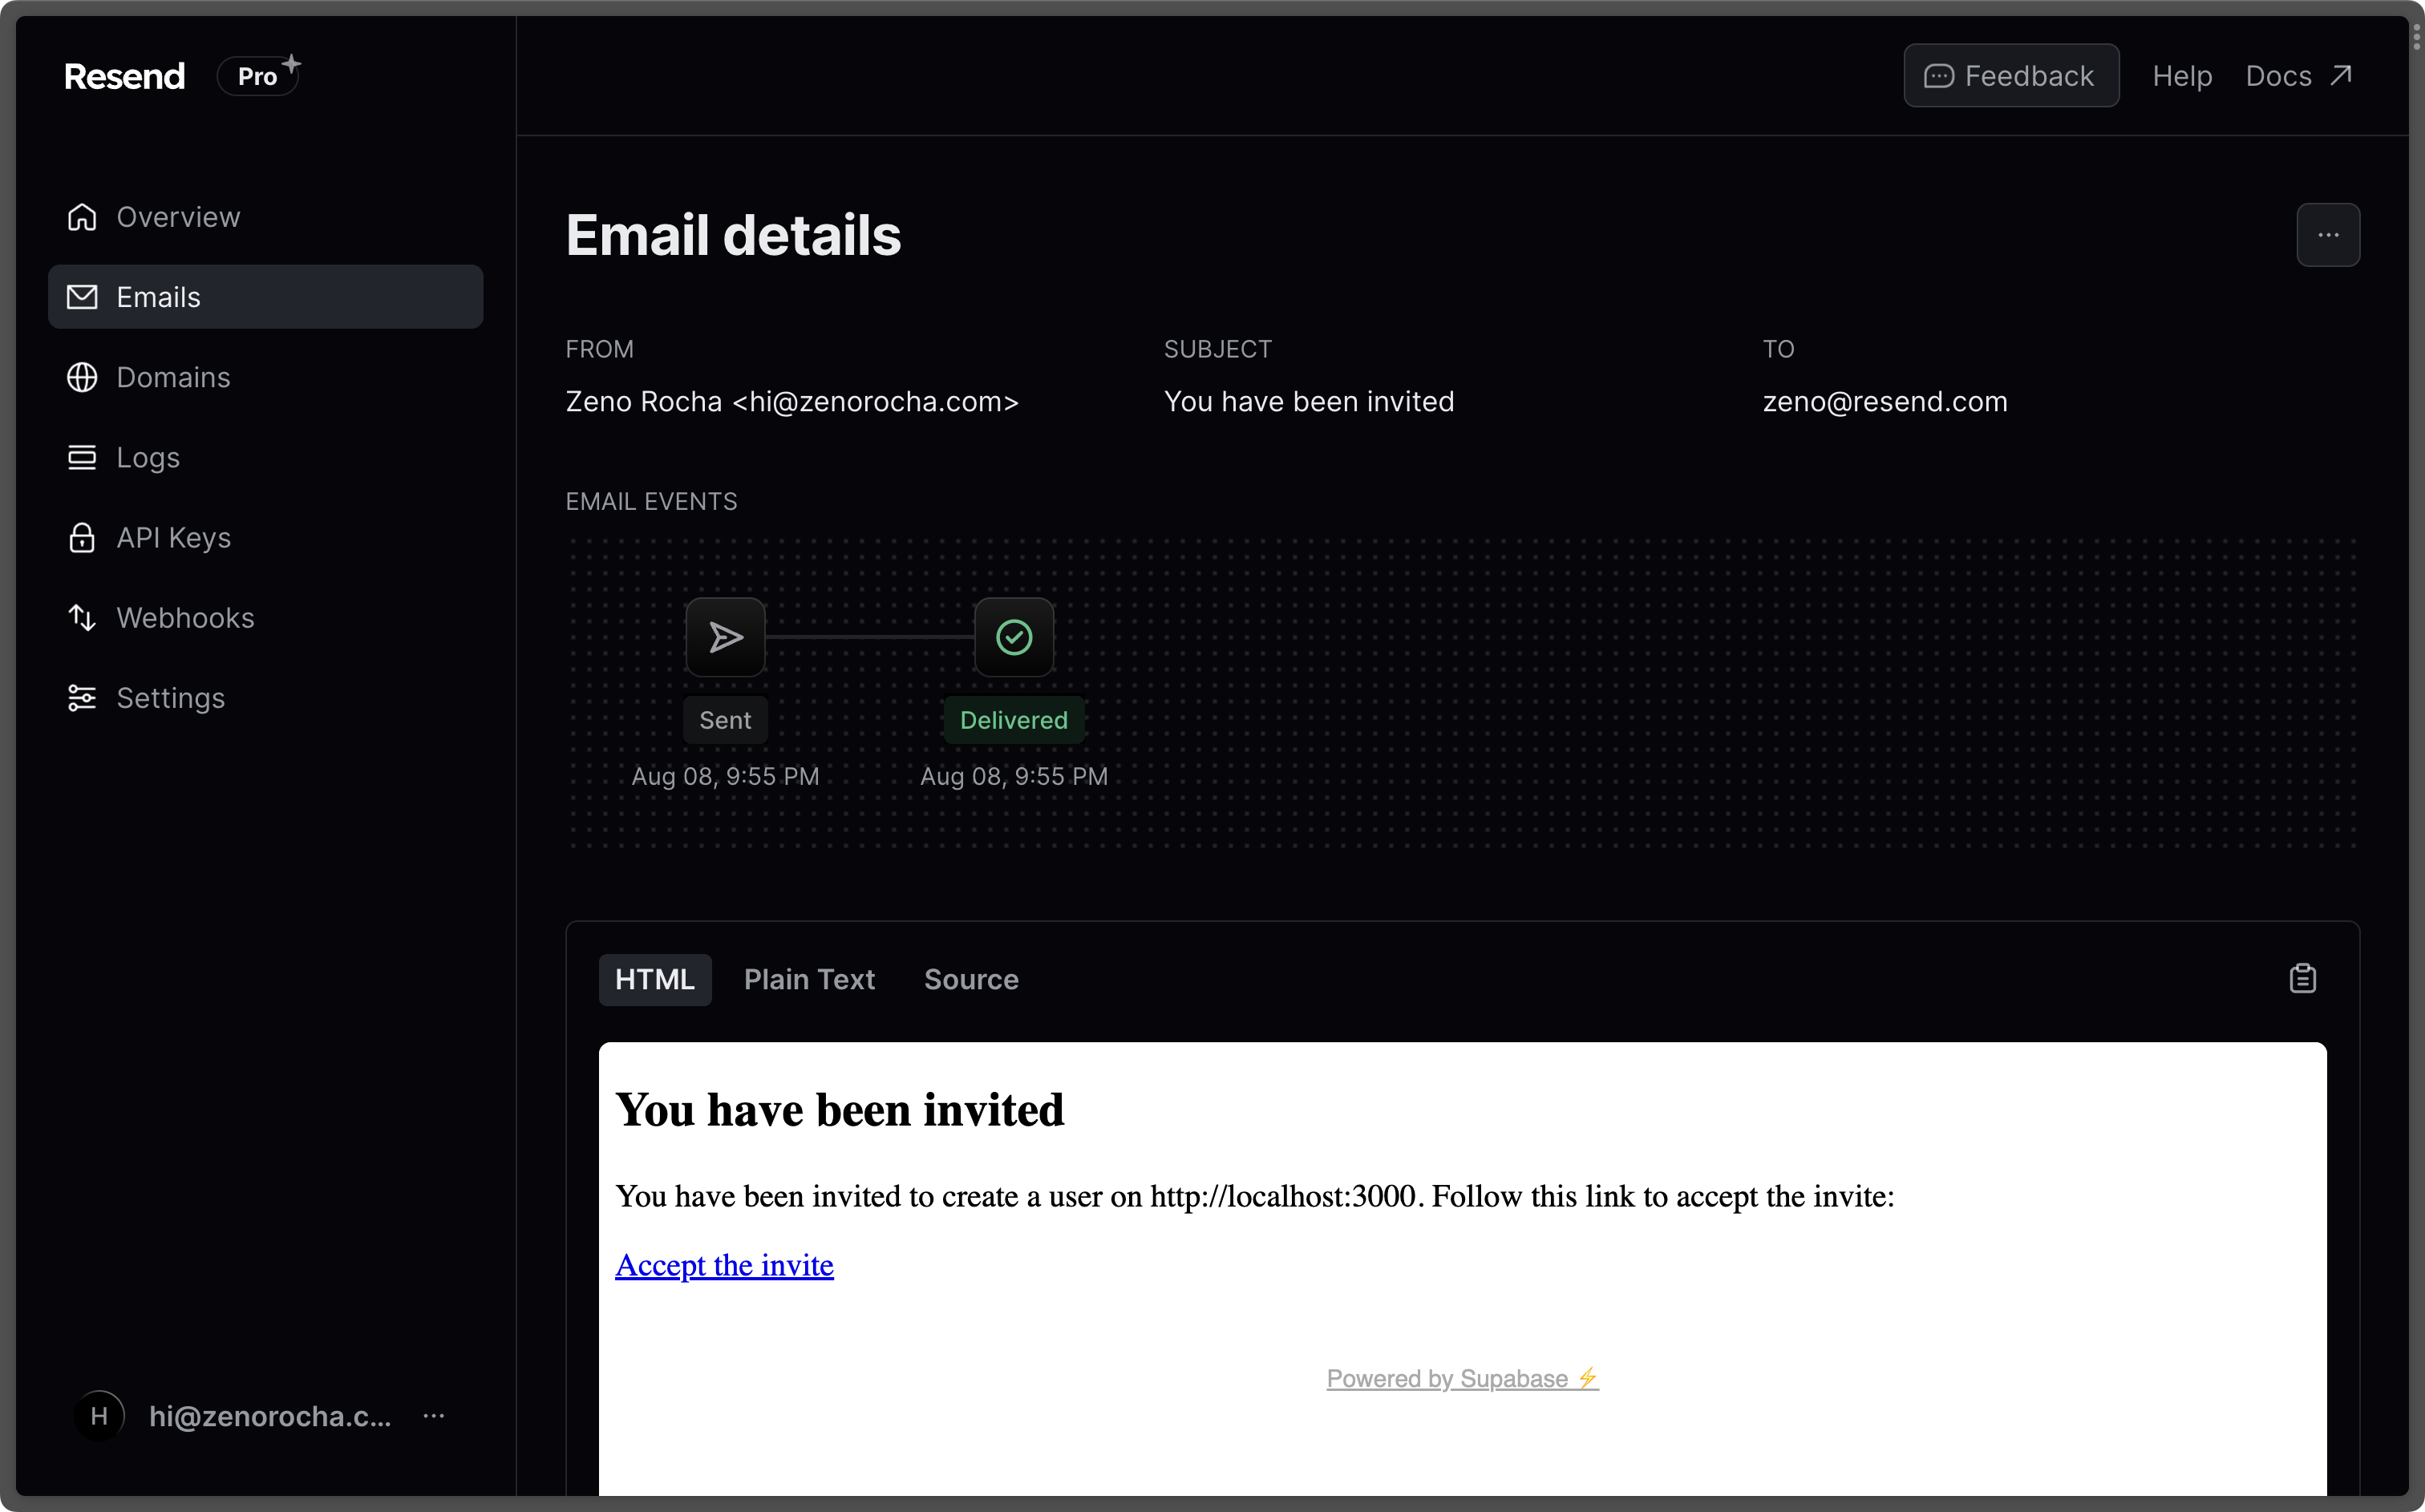 Resend Pro
Feedback Help Docs
Overview
Emails
Domains
Logs
API Keys
Webhooks
Settings
hi@zenorocha.c...
H
Email details
FROM SUBJECT TO
Zeno Rocha <hi@zenorocha.com> You have been invited zeno@resend.com
EMAIL EVENTS
Sent Delivered
Aug 08, 9:55 PM Aug 08, 9:55 PM
HTML Plain Text Source
You have been invited
You have been invited to create a user on http://localhost:3000. Follow this link to accept the invite:
Accept the invite
Powered by Supabase ⚡